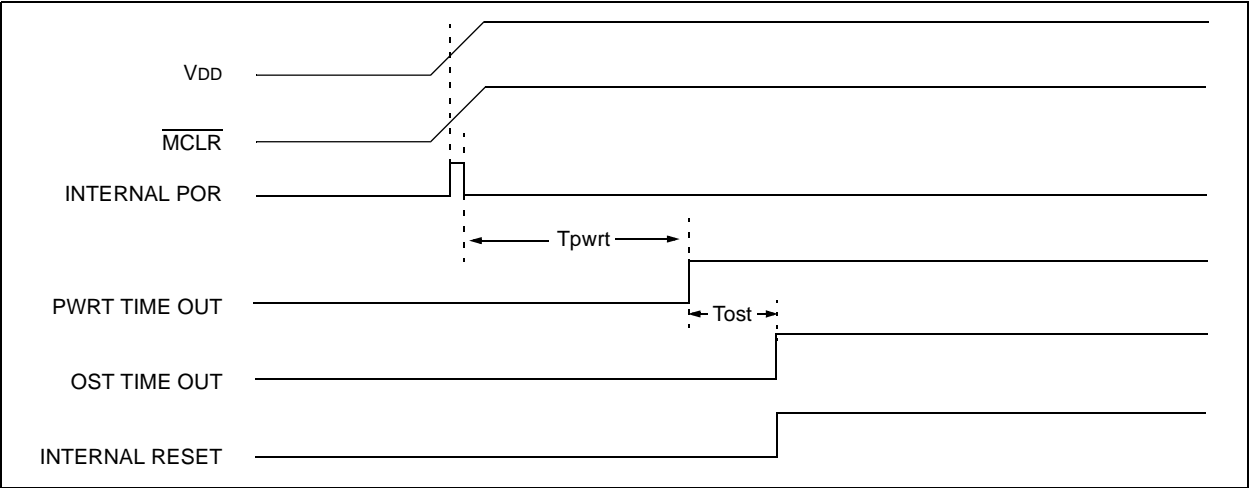 VDD
MCLR
INTERNAL POR
Tpwrt
PWRT TIME OUT
Tost
OST TIME OUT
INTERNAL RESET